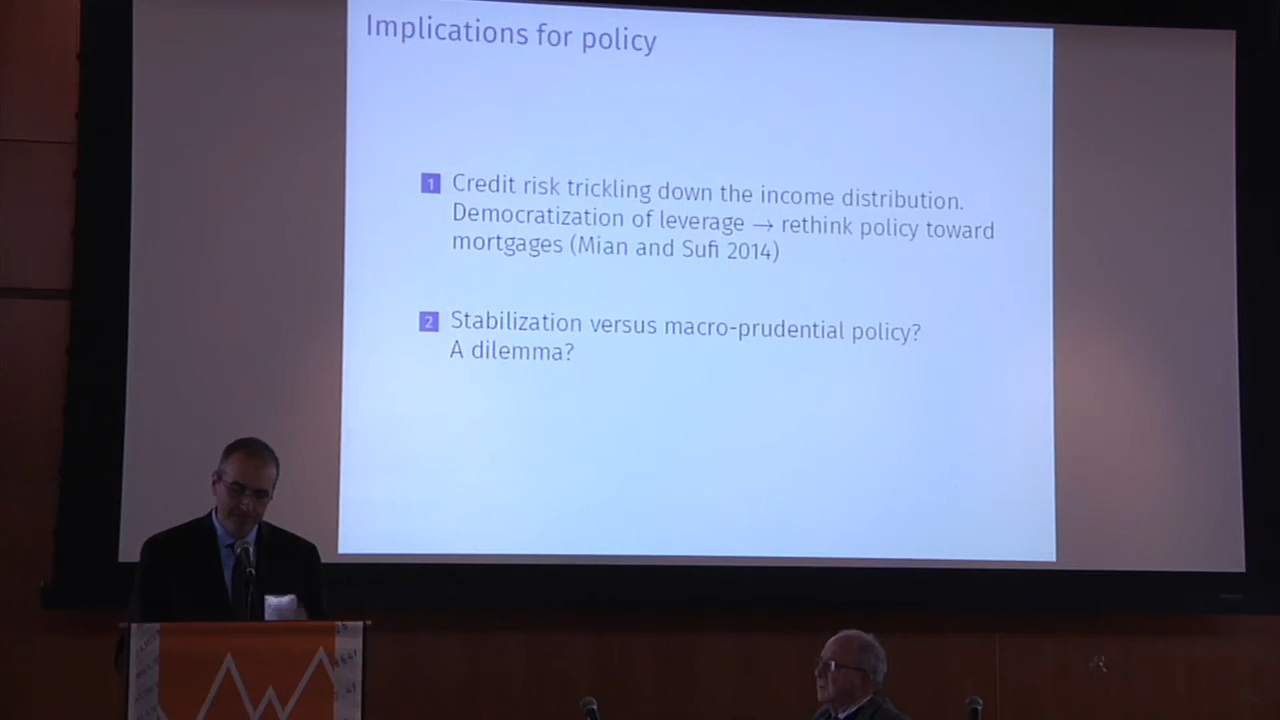 Implications for policy
1 Credit risk trickling down the income distribution.
Democratization of leverage → rethink policy toward
mortgages (Mian and Sufi 2014)
2 Stabilization versus macro-prudential policy?
A dilemma?